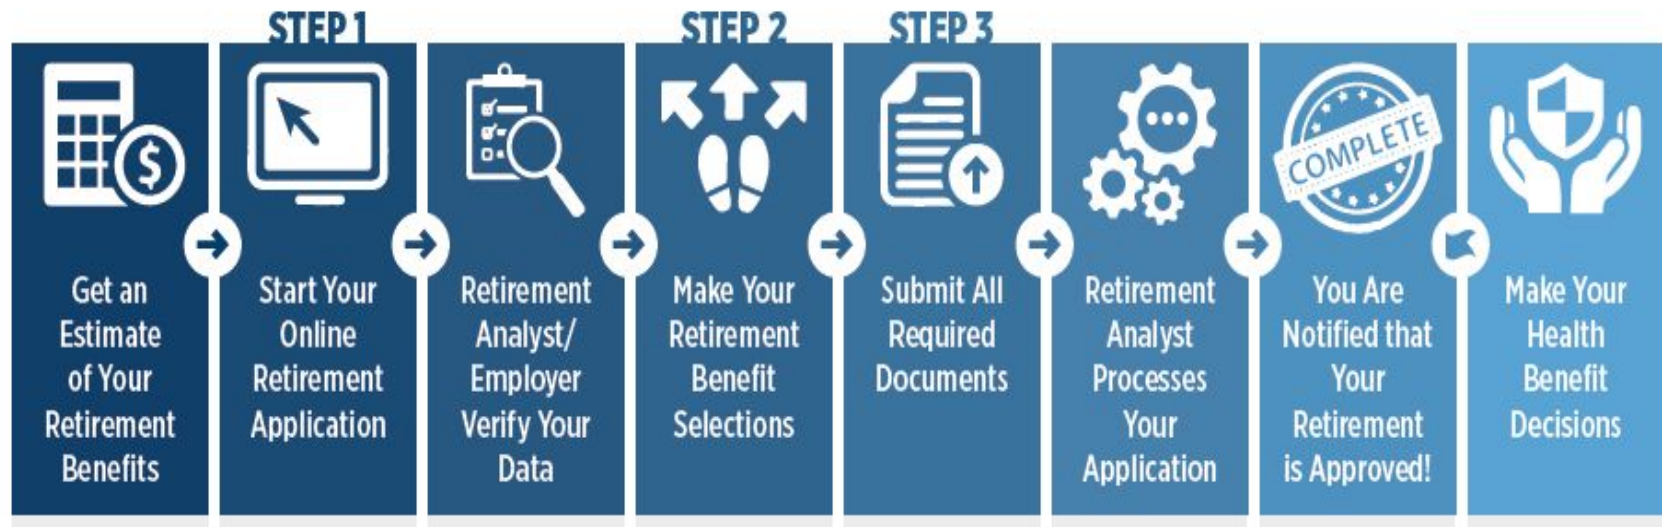 STEP 1
STEP 2
STEP 3
$
Get an
Estimate
of Your
Retirement
Benefits
Start Your
Online
Retirement
Application
Retirement
Analyst/
Employer
Verify Your
Data
Make Your
Retirement
Benefit
Selections
Submit All
Required
Documents
Retirement
Analyst
Processes
Your
Application
COMPLETE
You Are
Notified that
Your
Retirement
is Approved!
Make Your
Health
Benefit
Decisions